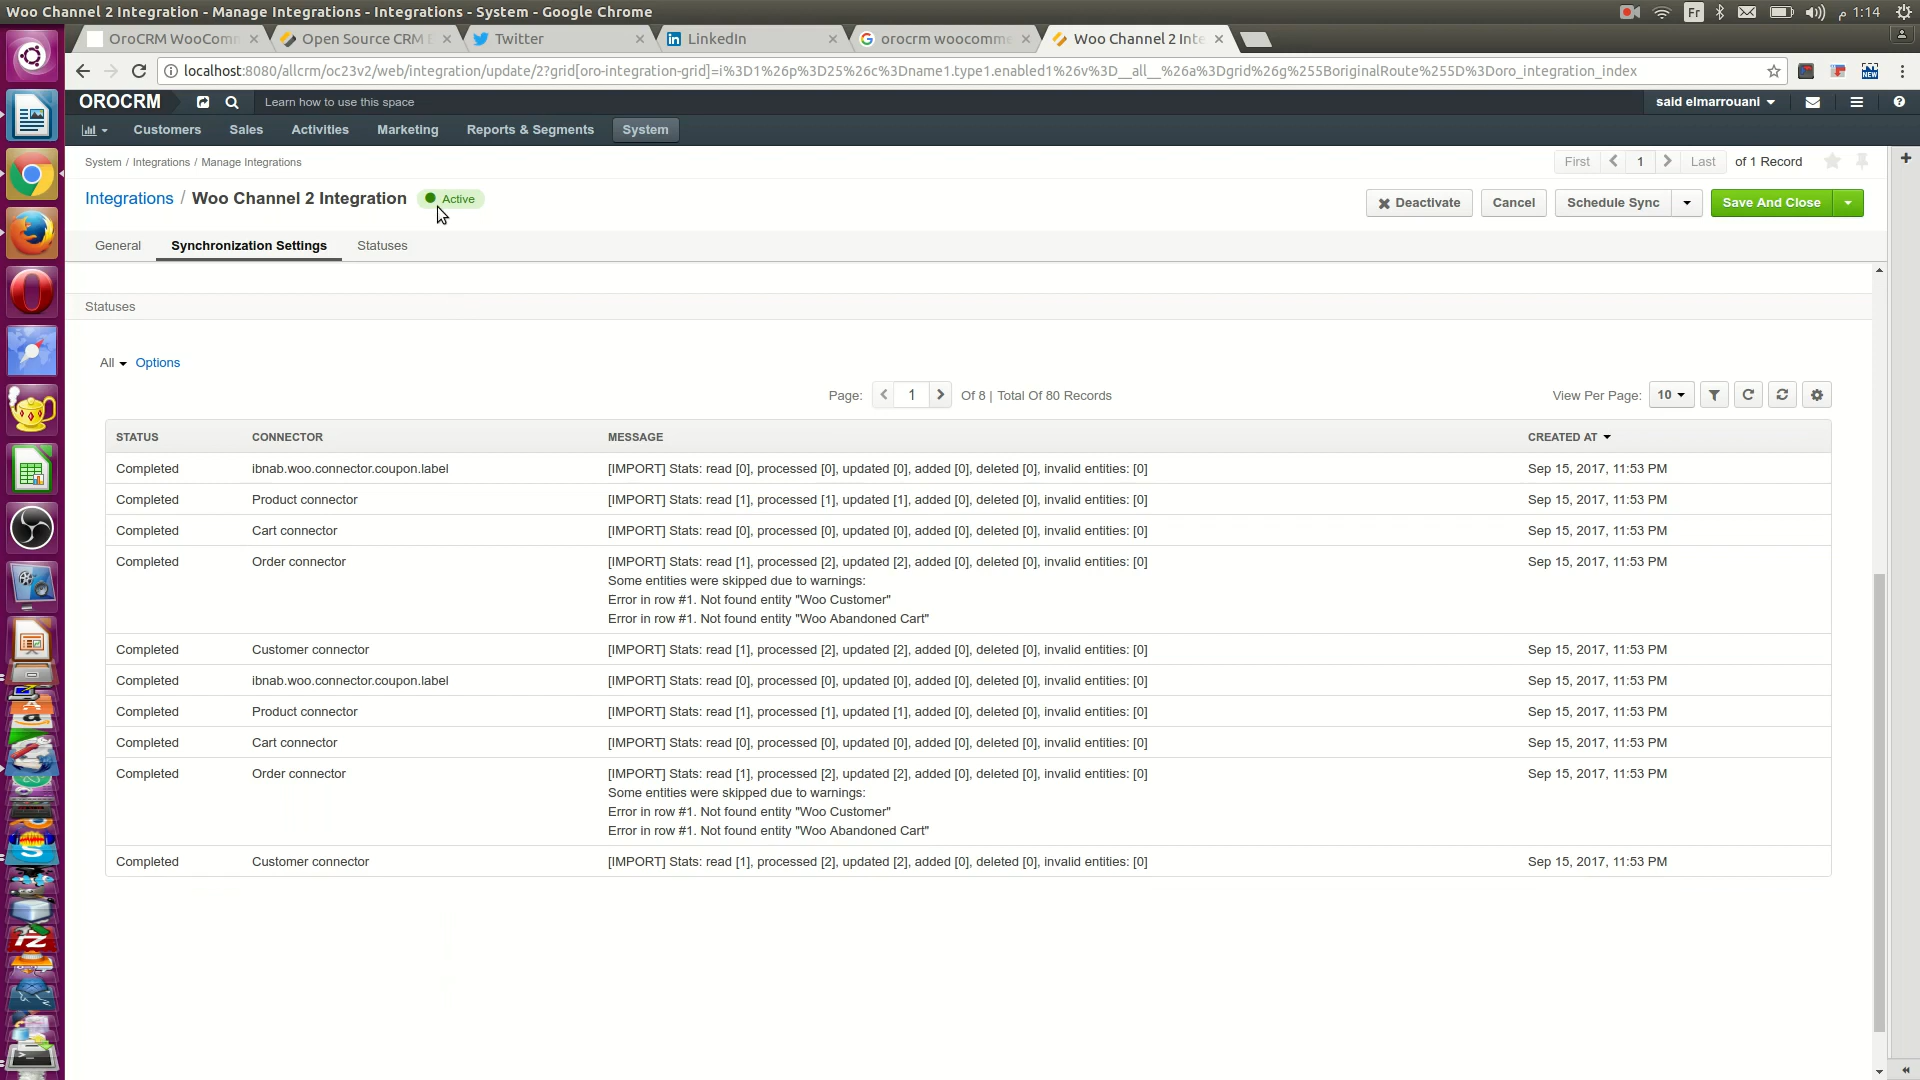 Woo Channel 2 Integration - Manage Integrations - Integrations - System - Google Chrome
Fr
1:14 م
OroCRM WooComm
Open Source CRM
Twitter
LinkedIn
orocrm woocomme
Woo Channel 2 Inte
localhost:8080/allcrm/oc23v2/web/integration/update/2?grid[oro-integration-grid]=i%3D1%26p%3D25%26c%3Dname1.type1.enabled1%26v%3D__all__%26a%3Dgrid%26g%255BoriginalRoute%255D%3Doro_integration_index
NEW
OROCRM
Learn how to use this space
said elmarrouani
Customers
Sales
Activities
Marketing
Reports & Segments
System
System / Integrations / Manage Integrations
First
1
Last
of 1 Record
Integrations / Woo Channel 2 Integration
Active
Deactivate
Cancel
Schedule Sync
Save And Close
General
Synchronization Settings
Statuses
Statuses
All
Options
Page:
1
Of 8 | Total Of 80 Records
View Per Page:
10
STATUS CONNECTOR MESSAGE CREATED AT
Completed ibnab.woo.connector.coupon.label [IMPORT] Stats: read [0], processed [0], updated [0], added [0], deleted [0], invalid entities: [0] Sep 15, 2017, 11:53 PM
Completed Product connector [IMPORT] Stats: read [1], processed [1], updated [1], added [0], deleted [0], invalid entities: [0] Sep 15, 2017, 11:53 PM
Completed Cart connector [IMPORT] Stats: read [0], processed [0], updated [0], added [0], deleted [0], invalid entities: [0] Sep 15, 2017, 11:53 PM
Completed Order connector [IMPORT] Stats: read [1], processed [2], updated [2], added [0], deleted [0], invalid entities: [0] Sep 15, 2017, 11:53 PM
Some entities were skipped due to warnings:
Error in row #1. Not found entity "Woo Customer"
Error in row #1. Not found entity "Woo Abandoned Cart"
Completed Customer connector [IMPORT] Stats: read [1], processed [2], updated [2], added [0], deleted [0], invalid entities: [0] Sep 15, 2017, 11:53 PM
Completed ibnab.woo.connector.coupon.label [IMPORT] Stats: read [0], processed [0], updated [0], added [0], deleted [0], invalid entities: [0] Sep 15, 2017, 11:53 PM
Completed Product connector [IMPORT] Stats: read [1], processed [1], updated [1], added [0], deleted [0], invalid entities: [0] Sep 15, 2017, 11:53 PM
Completed Cart connector [IMPORT] Stats: read [0], processed [0], updated [0], added [0], deleted [0], invalid entities: [0] Sep 15, 2017, 11:53 PM
Completed Order connector [IMPORT] Stats: read [1], processed [2], updated [2], added [0], deleted [0], invalid entities: [0] Sep 15, 2017, 11:53 PM
Some entities were skipped due to warnings:
Error in row #1. Not found entity "Woo Customer"
Error in row #1. Not found entity "Woo Abandoned Cart"
Completed Customer connector [IMPORT] Stats: read [1], processed [2], updated [2], added [0], deleted [0], invalid entities: [0] Sep 15, 2017, 11:53 PM